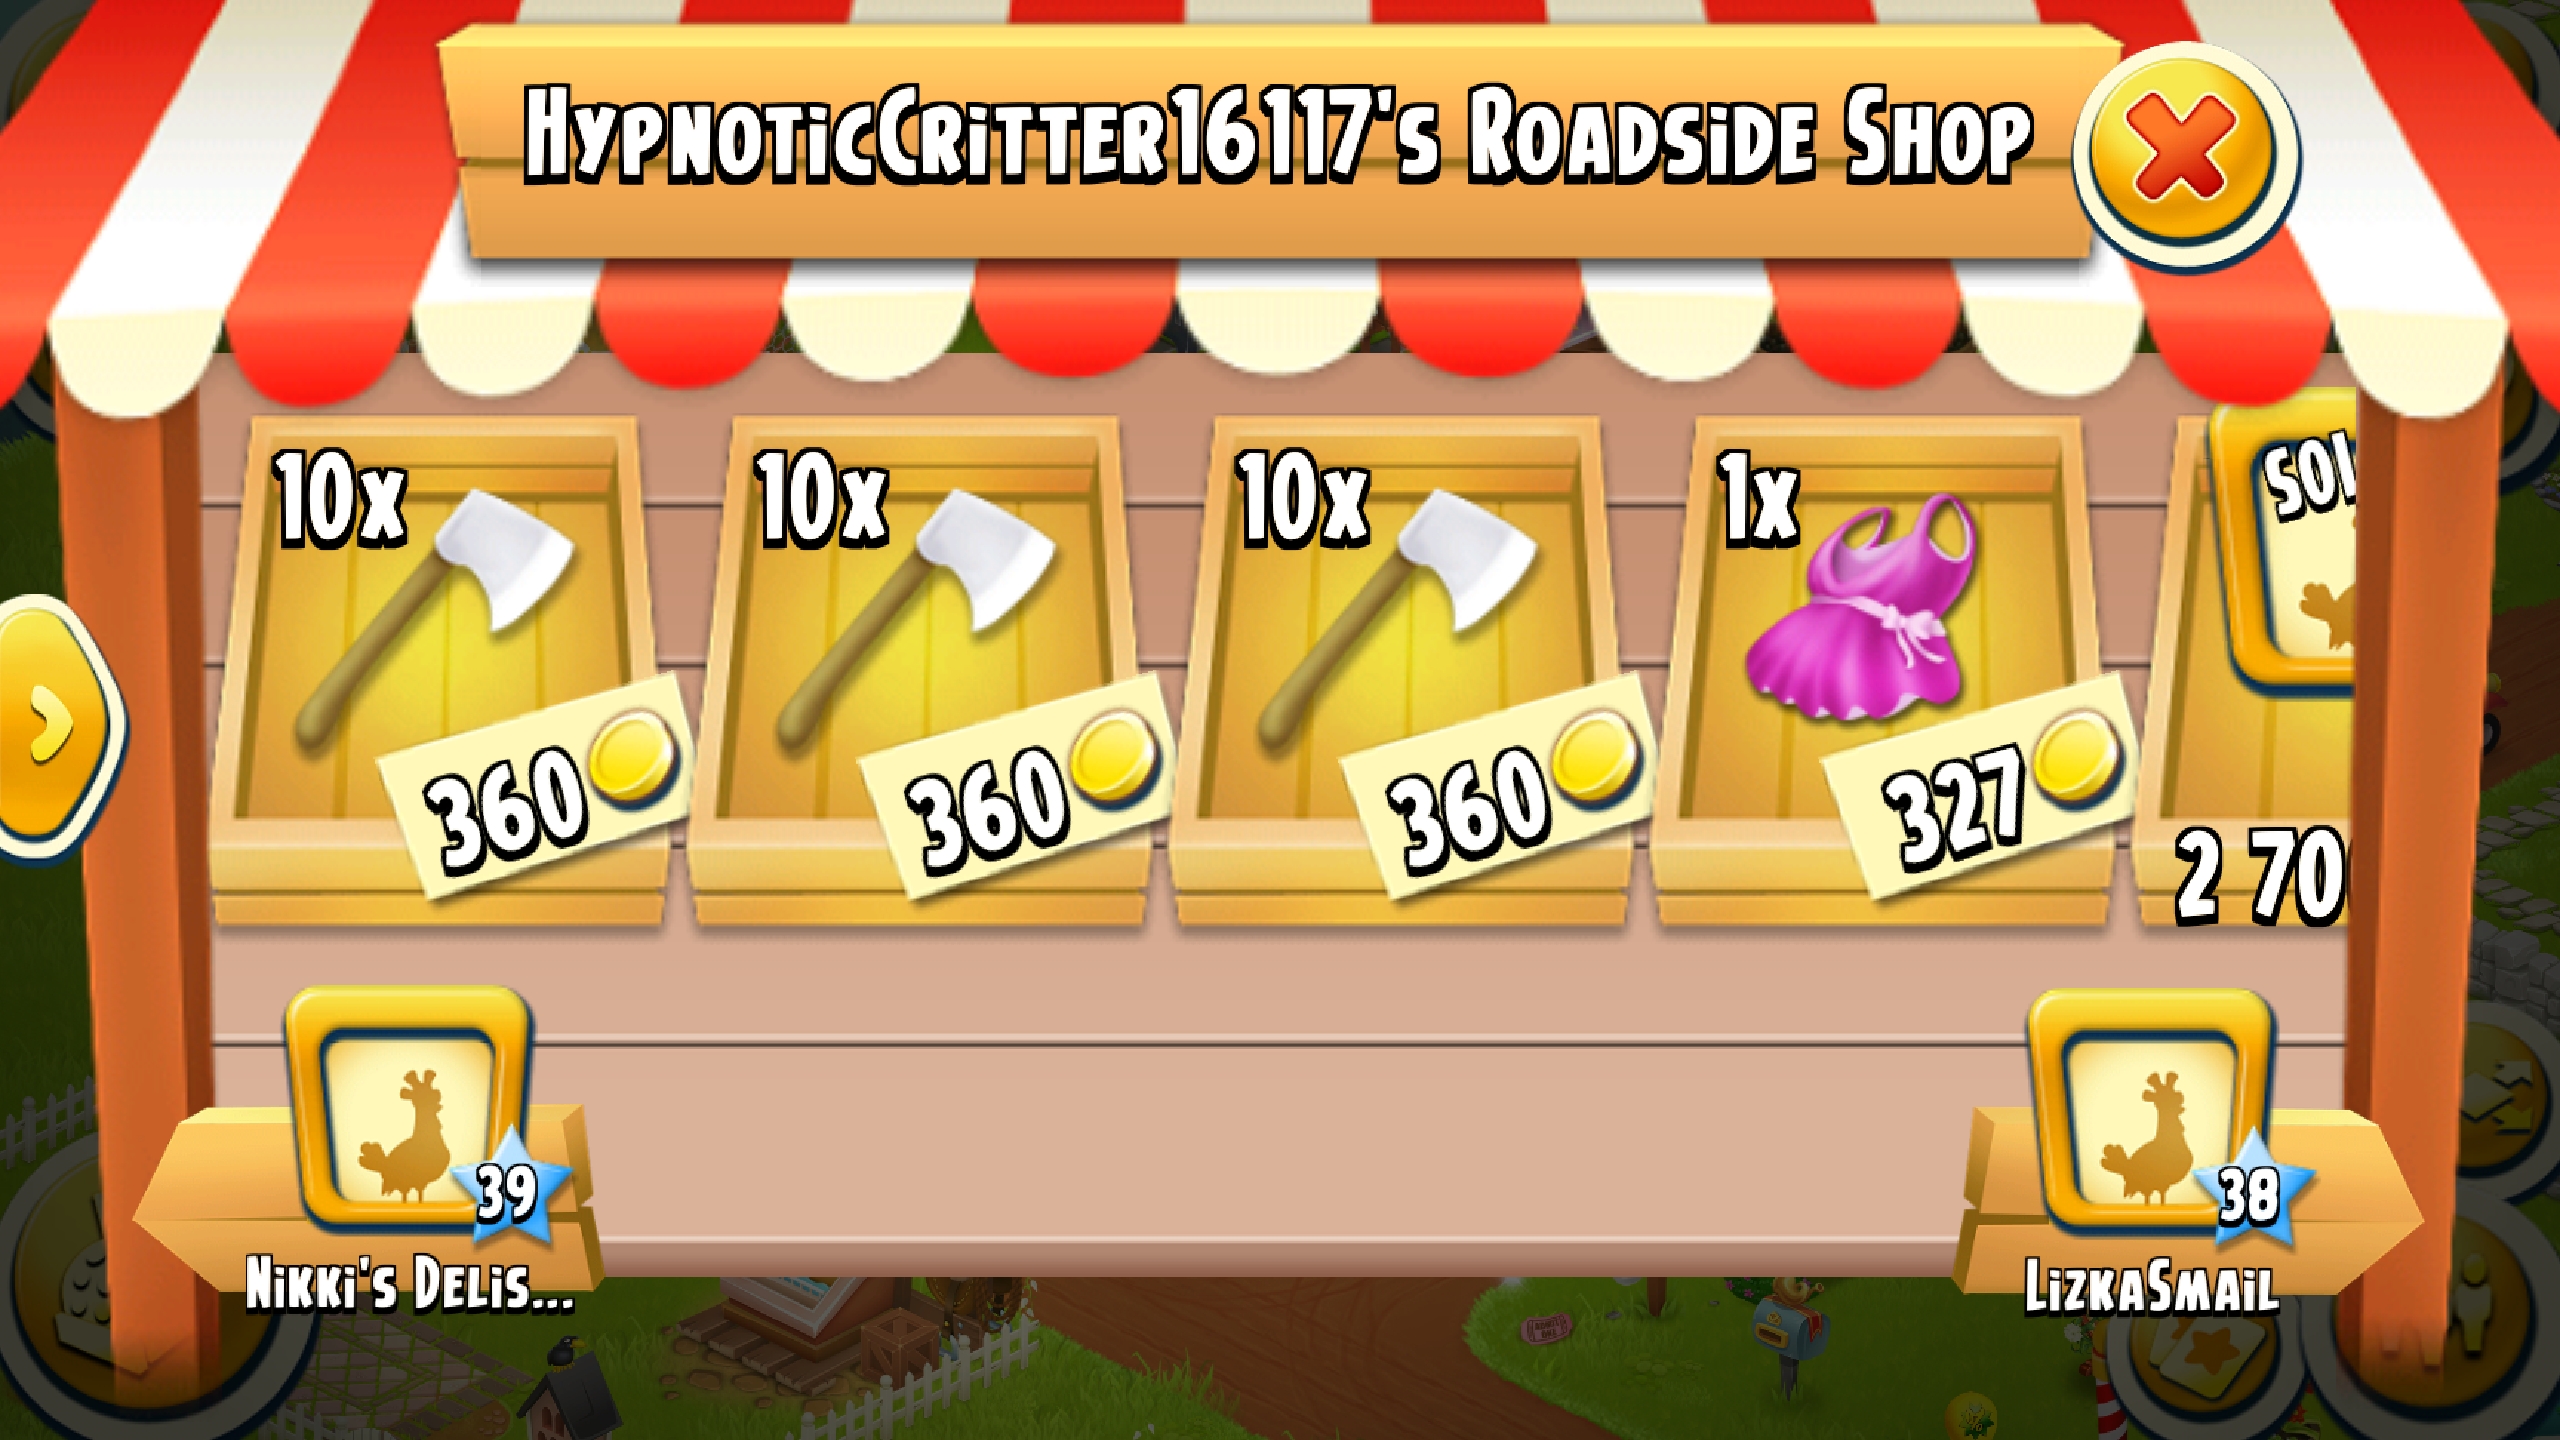 HypnoticCritter16117's Roadside Shop
10x
10x
10x
1x
360
360
360
327
2 70
39
38
Nikki's Delis...
LizkaSmail